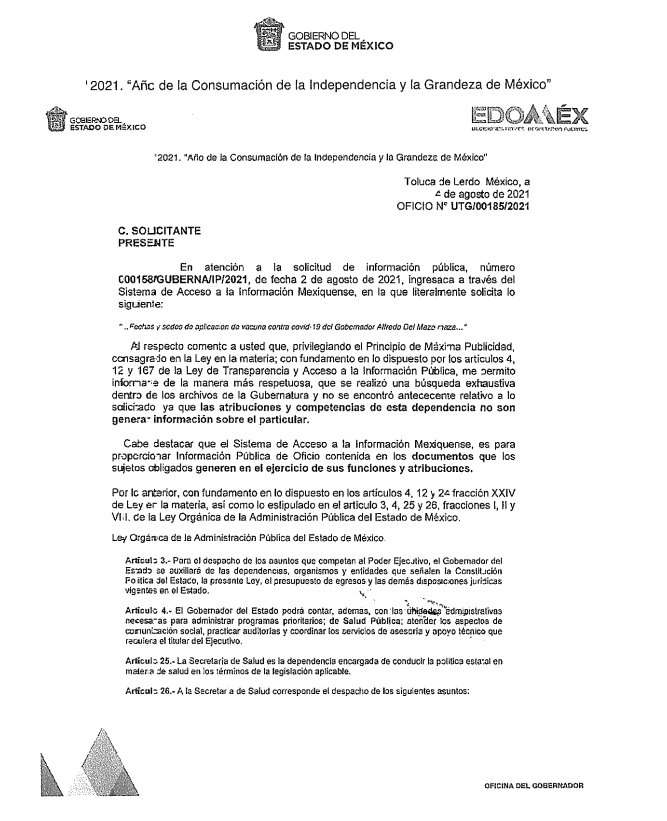 GOBIERNO DEL
ESTADO DE MÉXICO
'2021. "Añc de la Consumación de la Independencia y la Grandeza de México"
GOBIERNO DEL
ESTADO DE MÉXICO
EDOMÉX
DECISIONES FIRMES, RESULTADOS FUERTES
"2021. "Año de la Consumación de la Independencia y la Grandeza de México"
Toluca de Lerdo México, a
4 de agosto de 2021
OFICIO N° UTG/00185/2021
C. SOLICITANTE
PRESENTE
En atención a la solicitud de información pública, número
000158/GUBERNA/IP/2021, de fecha 2 de agosto de 2021, ingresaca a través del
Sistema de Acceso a la Información Mexiquense, en la que literalmente solicita lo
siguiente:
"...Fechas y sedes de aplicación de vacuna contra covid-19 del Gobernador Alfredo Del Mazo maza..."
Al respecto comento a usted que, privilegiando el Principio de Máxima Publicidad,
consagrado en la Ley en la materia; con fundamento en lo dispuesto por los artículos 4,
12 y 167 de la Ley de Transparencia y Acceso a la Información Pública, me permito
informarle de la manera más respetuosa, que se realizó una búsqueda exhaustiva
dentro de los archivos de la Gubernatura y no se encontró antececente relativo a lo
solicitado ya que las atribuciones y competencias de esta dependencia no son
generar información sobre el particular.
Cabe destacar que el Sistema de Acceso a la Información Mexiquense, es para
proporcionar Información Pública de Oficio contenida en los documentos que los
sujetos obligados generen en el ejercicio de sus funciones y atribuciones.
Por lo anterior, con fundamento en lo dispuesto en los artículos 4, 12 y 24 fracción XXIV
de Ley en la materia, así como lo estipulado en el artículo 3, 4, 25 y 26, fracciones I, II y
VIII. de la Ley Orgánica de la Administración Pública del Estado de México.
Ley Orgánica de la Administración Pública del Estado de México.
Artículo 3.- Para el despacho de los asuntos que competan al Poder Ejecutivo, el Gobernador del
Estado se auxiliará de las dependencias, organismos y entidades que señalen la Constitución
Política del Estado, la presente Ley, el presupuesto de egresos y las demás disposiciones jurídicas
vigentes en el Estado.
Artículo 4.- El Gobernador del Estado podrá contar, además, con las unidades administrativas
necesarias para administrar programas prioritarios; de Salud Pública; atender los aspectos de
comunicación social, practicar auditorías y coordinar los servicios de asesoría y apoyo técnico que
requiera el titular del Ejecutivo.
Artículo 25.- La Secretaría de Salud es la dependencia encargada de conducir la política estatal en
materia de salud en los términos de la legislación aplicable.
Artículo 26.- A la Secretaría de Salud corresponde el despacho de los siguientes asuntos:
OFICINA DEL GOBERNADOR